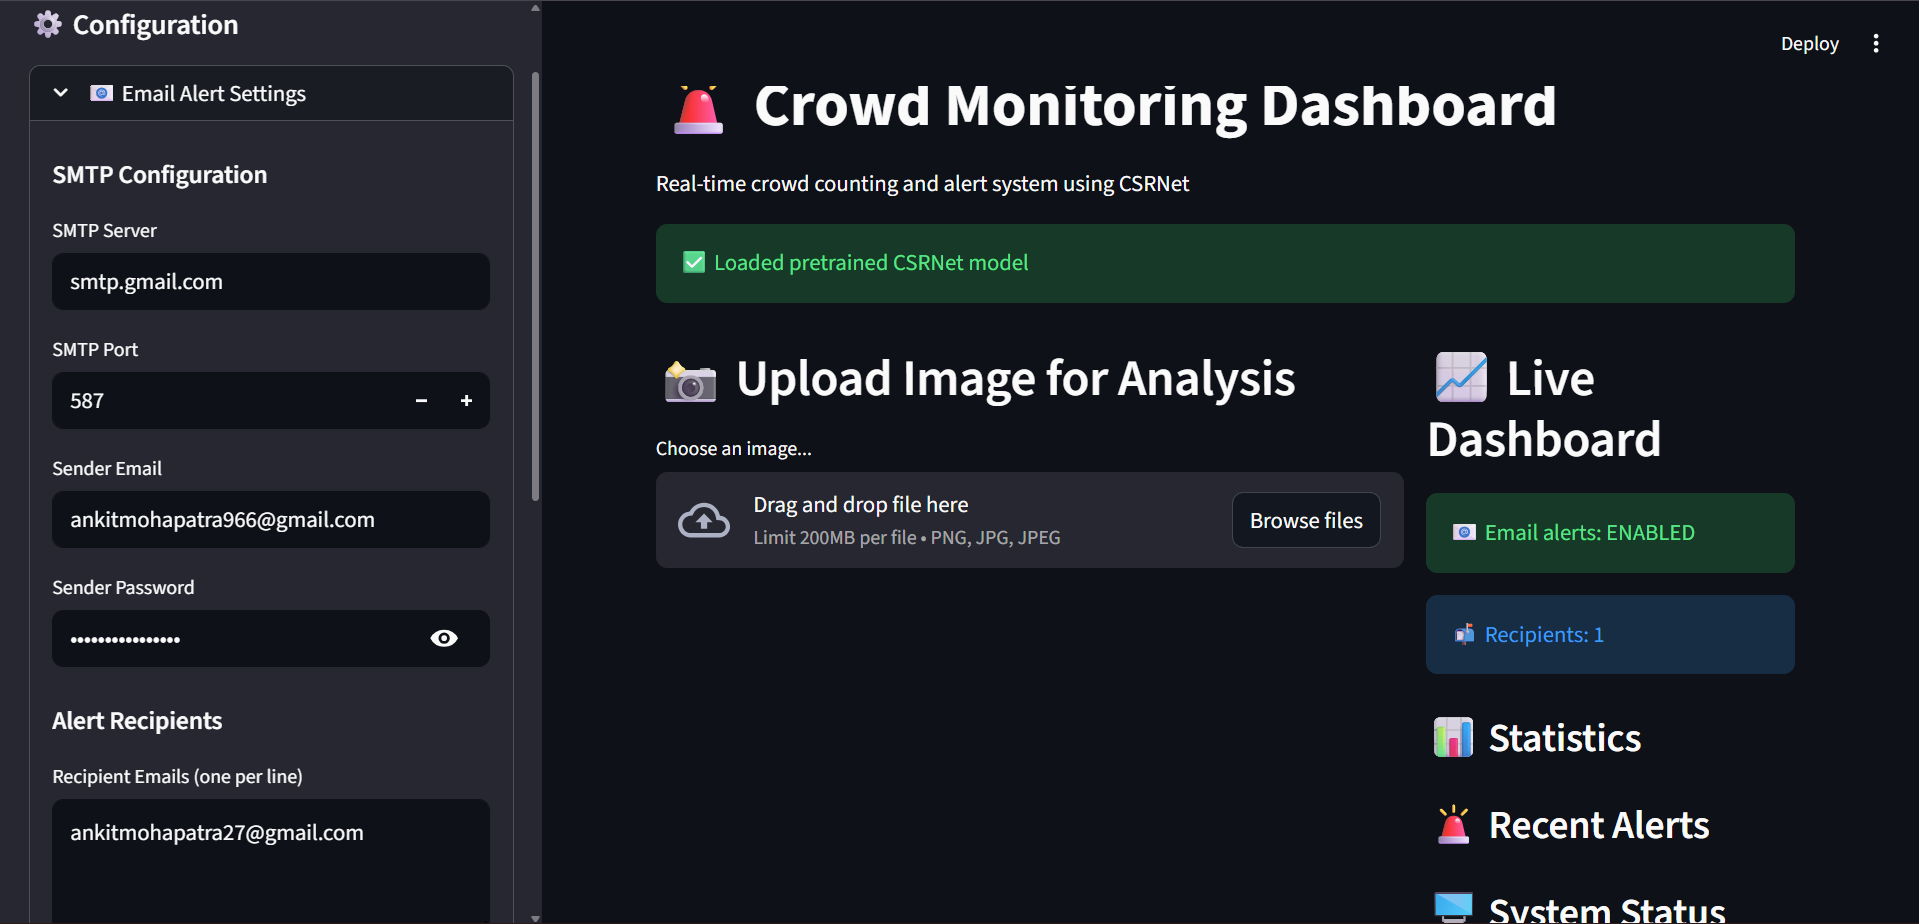 Configuration
Email Alert Settings
SMTP Configuration
SMTP Server
smtp.gmail.com
SMTP Port
587
Sender Email
ankitmohapatra966@gmail.com
Sender Password
••••••••••••••••
Alert Recipients
Recipient Emails (one per line)
ankitmohapatra27@gmail.com
Deploy
Crowd Monitoring Dashboard
Real-time crowd counting and alert system using CSRNet
Loaded pretrained CSRNet model
Upload Image for Analysis
Choose an image...
Drag and drop file here
Limit 200MB per file • PNG, JPG, JPEG
Browse files
Live
Dashboard
Email alerts: ENABLED
Recipients: 1
Statistics
Recent Alerts
System Status